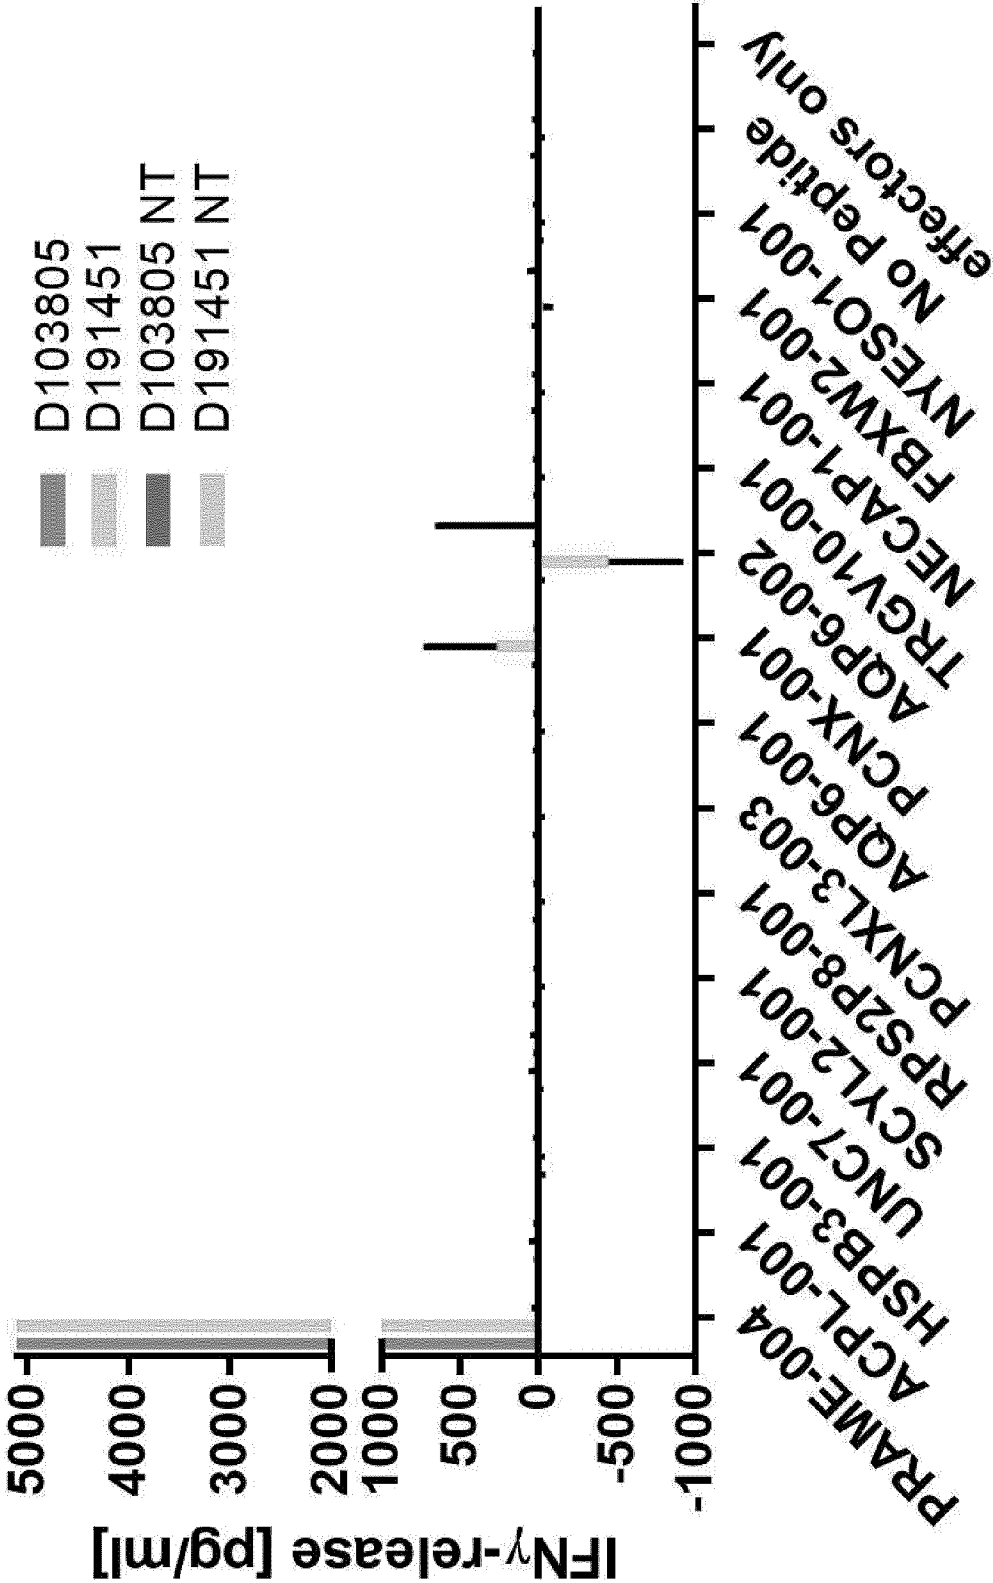 IFNγ-release [pg/ml]
5000
4000
3000
2000
1000
500
0
-500
-1000
D103805
D191451
D103805 NT
D191451 NT
PRAME-004
ACPL-001
HSPB3-001
UNC7-001
SCYL2-001
RPS2P8-001
PCNXL3-003
AQP6-001
PCNX-001
AQP6-002
TRGV10-001
NECAP1-001
FBXW2-001
NYESO1-001
No Peptide
effectors only